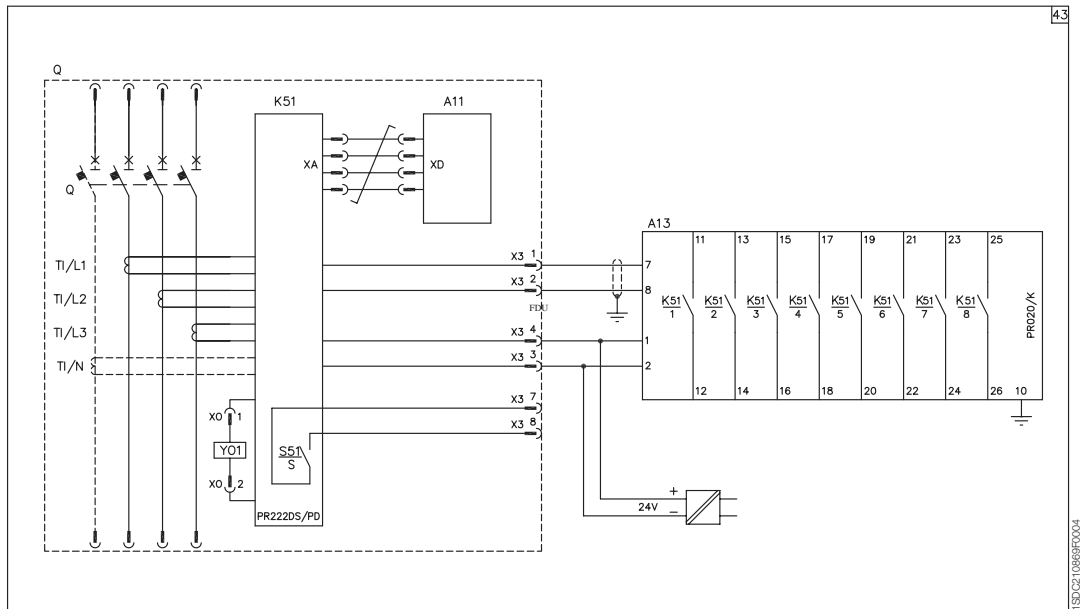 43
Q
K51
A11
XA
XD
Q
A13
11
13
15
17
19
21
23
25
TI/L1
X3 1
7
TI/L2
X3 2
8
FDU
K51
1
K51
2
K51
3
K51
4
K51
5
K51
6
K51
7
K51
8
PR020/K
TI/L3
X3 4
1
TI/N
X3 3
2
12
14
16
18
20
22
24
26
10
X3 7
X3 8
X0 1
Y01
X0 2
S51
S
PR222DS/PD
24V
+
−
1SDC210869F0004